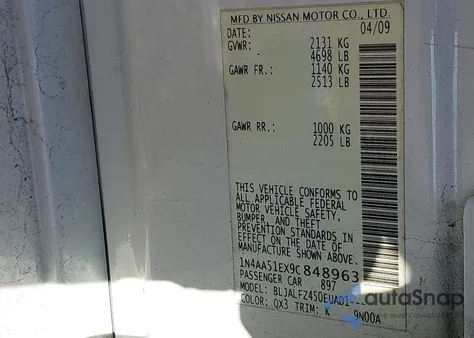 MFD BY NISSAN MOTOR CO., LTD.
DATE: 04/09
GVWR: 2131 KG
4698 LB
GAWR FR.: 1140 KG
2513 LB
GAWR RR.: 1000 KG
2205 LB
THIS VEHICLE CONFORMS TO
ALL APPLICABLE FEDERAL
MOTOR VEHICLE SAFETY,
BUMPER, AND THEFT
PREVENTION STANDARDS IN
EFFECT ON THE DATE OF
MANUFACTURE SHOWN ABOVE.
1N4AA51EX9C848963
PASSENGER CAR 897
MODEL: BLJALFZ450EUAD1
COLOR: QX3 TRIM: K 9N00A
autoSnap